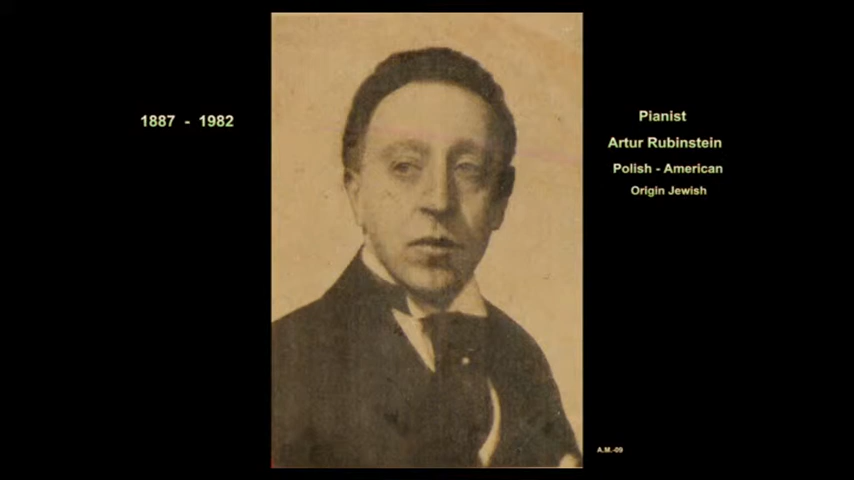 1887 - 1982
Pianist
Artur Rubinstein
Polish - American
Origin Jewish
A.M.-09